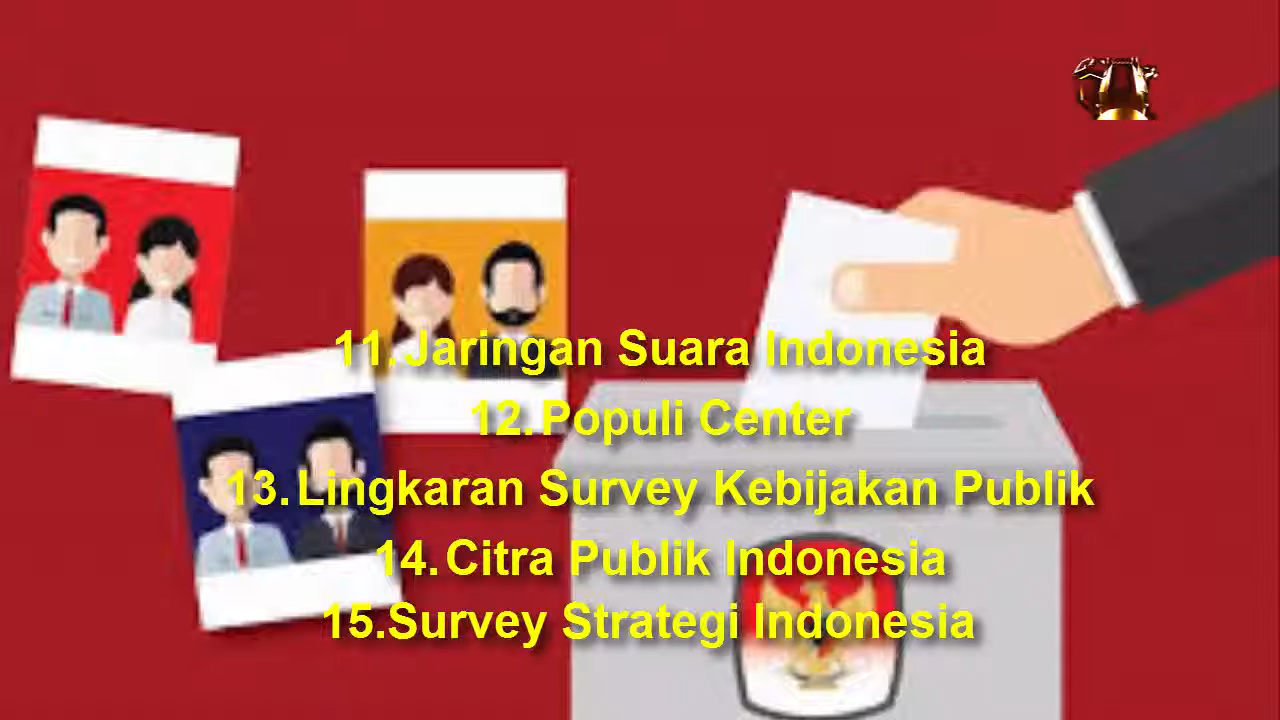 11. Jaringan Suara Indonesia
12. Populi Center
13. Lingkaran Survey Kebijakan Publik
14. Citra Publik Indonesia
15.Survey Strategi Indonesia